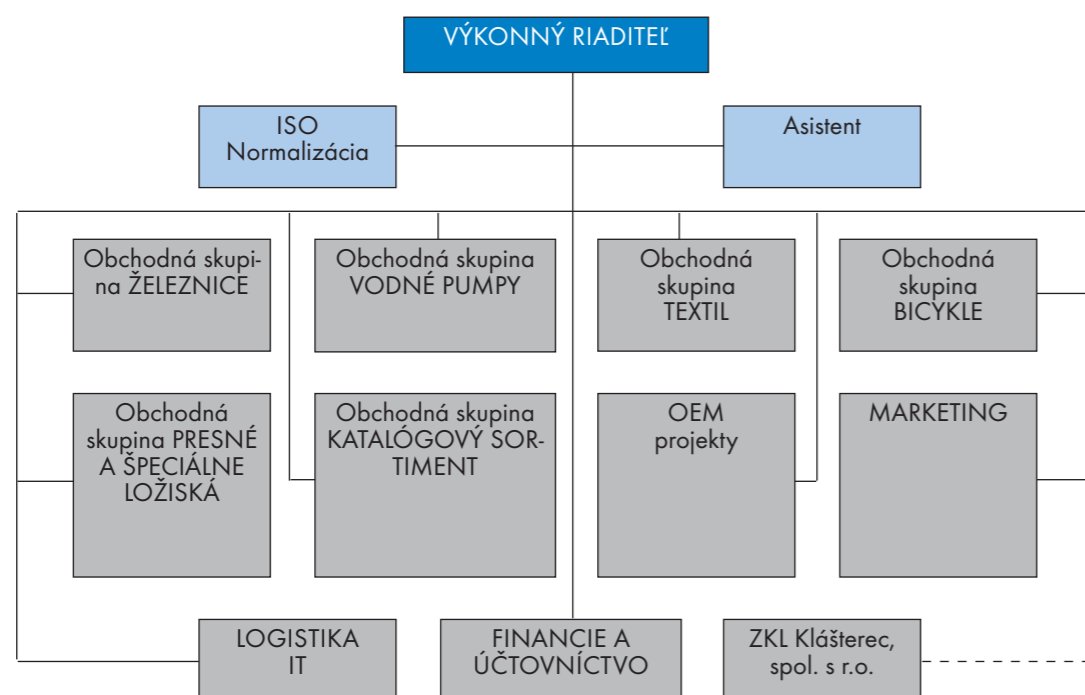 VÝKONNÝ RIADITEĽ
ISO
Normalizácia
Asistent
Obchodná skupi-
na ŽELEZNICE
Obchodná skupina
VODNÉ PUMPY
Obchodná
skupina
TEXTIL
Obchodná
skupina
BICYKLE
Obchodná
skupina PRESNÉ
A ŠPECIÁLNE
LOŽISKÁ
Obchodná skupina
KATALÓGOVÝ SOR-
TIMENT
OEM
projekty
MARKETING
LOGISTIKA
IT
FINANCIE A
ÚČTOVNÍCTVO
ZKL Klášterec,
spol. s r.o.